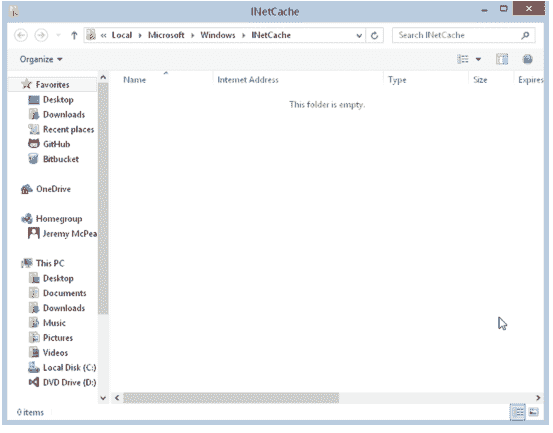 INetCache
« Local ▸ Microsoft ▸ Windows ▸ INetCache
Search INetCache
Organize
Name Internet Address Type Size Expires
This folder is empty.
Favorites
Desktop
Downloads
Recent places
GitHub
Bitbucket
OneDrive
Homegroup
Jeremy McPea
This PC
Desktop
Documents
Downloads
Music
Pictures
Videos
Local Disk (C:)
DVD Drive (D:)
0 items